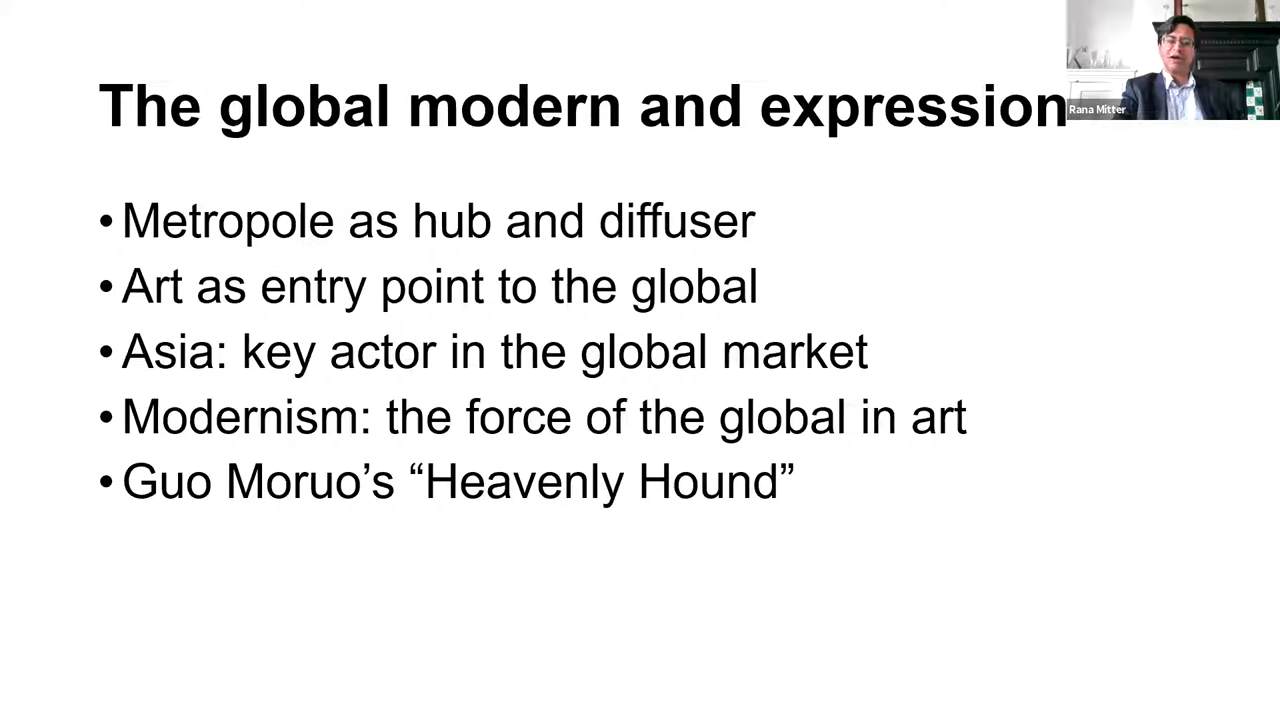 The global modern and expression
Rana Mitter
• Metropole as hub and diffuser
• Art as entry point to the global
• Asia: key actor in the global market
• Modernism: the force of the global in art
• Guo Moruo’s “Heavenly Hound”